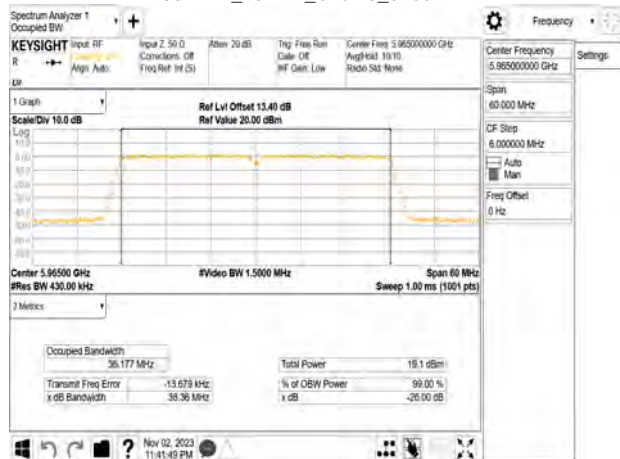 Spectrum Analyzer 1
Occupied BW
Frequency
KEYSIGHT Input: RF
R
Align: Auto
Input Z: 50 Ω
Corrections: Off
Freq Ref: Int (S)
Atten: 20 dB
Trig: Free Run
Gate: Off
#IF Gain: Low
Center Freq: 5.965000000 GHz
Avg|Hold: 10/10
Radio Std: None
Center Frequency
5.965000000 GHz
Settings
Span
60.000 MHz
CF Step
6.000000 MHz
Auto
Man
Freq Offset
0 Hz
1 Graph
Scale/Div 10.0 dB
Ref Lvl Offset 13.40 dB
Ref Value 20.00 dBm
Log
10.0
0.00
Center 5.96500 GHz
#Res BW 430.00 kHz
#Video BW 1.5000 MHz
Span 60 MHz
Sweep 1.00 ms (1001 pts)
2 Metrics
Occupied Bandwidth
36.177 MHz
Total Power 19.1 dBm
Transmit Freq Error -13.679 kHz
% of OBW Power 99.00 %
x dB Bandwidth 38.36 MHz
x dB -26.00 dB
Nov 02, 2023
11:41:49 PM